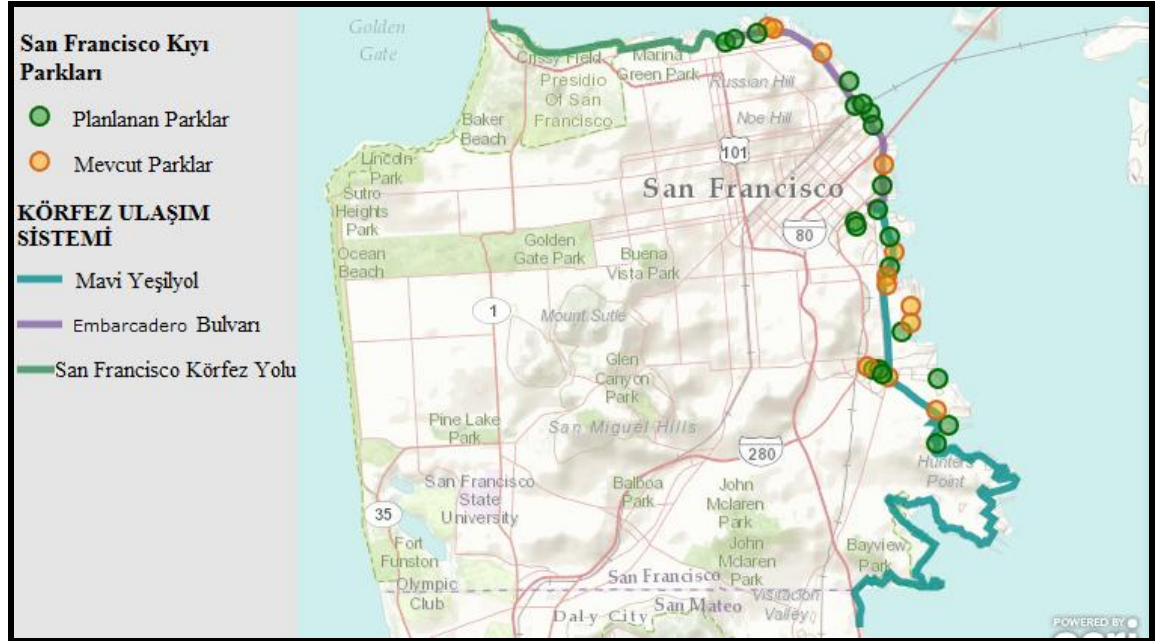 San Francisco Kıyı
Parkları
Planlanan Parklar
Mevcut Parklar
KÖRFEZ ULAŞIM
SİSTEMİ
Mavi Yeşilyol
Embarcadero Bulvarı
San Francisco Körfez Yolu
Golden
Gate
Crissy Field
Marina
Green Park
Presidio
Of San
Francisco
Russian Hill
Baker
Beach
Noe Hill
101
Lincoln
Park
Sutro
Heights
Park
San Francisco
80
Ocean
Beach
Golden
Gate Park
Buena
Vista Park
1
Mount Sutle
Glen
Canyon
Park
Pine Lake
Park
San Miguel Hills
280
Hunters
Point
San Francisco
State
University
Balboa
Park
John
Mclaren
Park
35
Fort
Funston
John
Mclaren
Park
Bayview
Park
Olympic
Club
San Francisco
San Mateo
Visitacion
Valley
Daly City
POWERED BY
esri